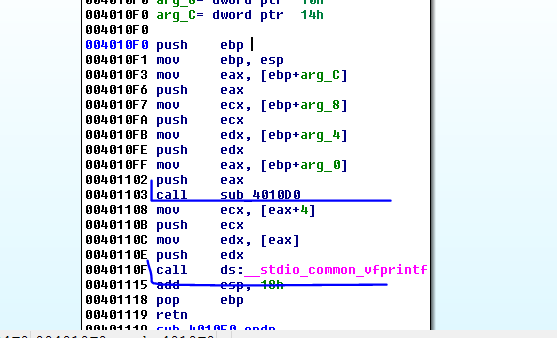 004010F0 arg_8= dword ptr  10h
004010F0 arg_C= dword ptr  14h
004010F0
004010F0 push    ebp
004010F1 mov     ebp, esp
004010F3 mov     eax, [ebp+arg_C]
004010F6 push    eax
004010F7 mov     ecx, [ebp+arg_8]
004010FA push    ecx
004010FB mov     edx, [ebp+arg_4]
004010FE push    edx
004010FF mov     eax, [ebp+arg_0]
00401102 push    eax
00401103 call    sub_4010D0
00401108 mov     ecx, [eax+4]
0040110B push    ecx
0040110C mov     edx, [eax]
0040110E push    edx
0040110F call    ds:__stdio_common_vfprintf
00401115 add     esp, 18h
00401118 pop     ebp
00401119 retn
00401119 sub_4010F0 endp